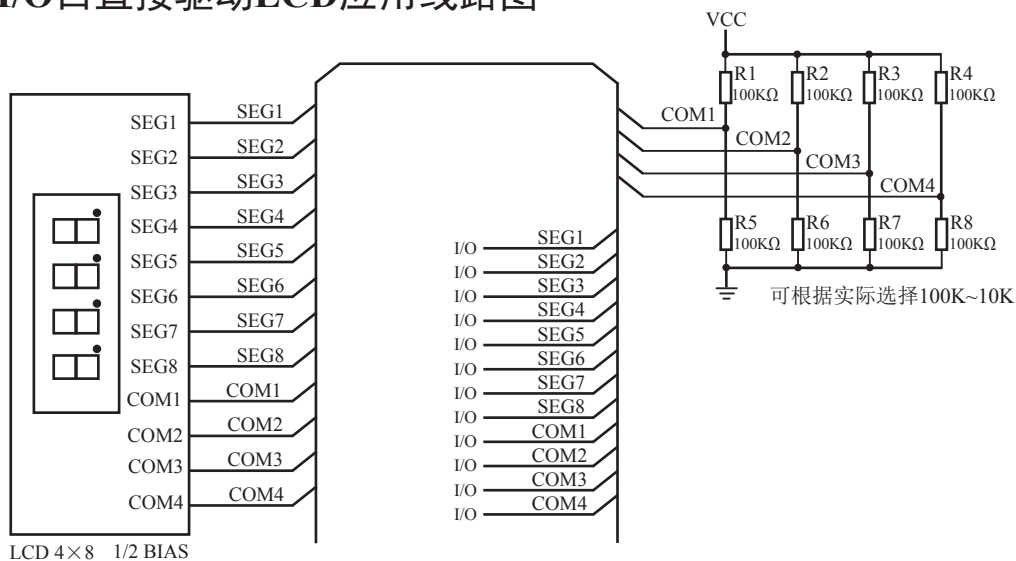 I/O口直接驱动LCD应用线路图
VCC
R1
100KΩ
R2
100KΩ
R3
100KΩ
R4
100KΩ
COM1
COM2
COM3
COM4
R5
100KΩ
R6
100KΩ
R7
100KΩ
R8
100KΩ
可根据实际选择100K~10K
SEG1 SEG1
SEG2 SEG2
SEG3 SEG3
SEG4 SEG4
SEG5 SEG5
SEG6 SEG6
SEG7 SEG7
SEG8 SEG8
COM1 COM1
COM2 COM2
COM3 COM3
COM4 COM4
I/O SEG1
I/O SEG2
I/O SEG3
I/O SEG4
I/O SEG5
I/O SEG6
I/O SEG7
I/O SEG8
I/O COM1
I/O COM2
I/O COM3
I/O COM4
LCD 4×8 1/2 BIAS